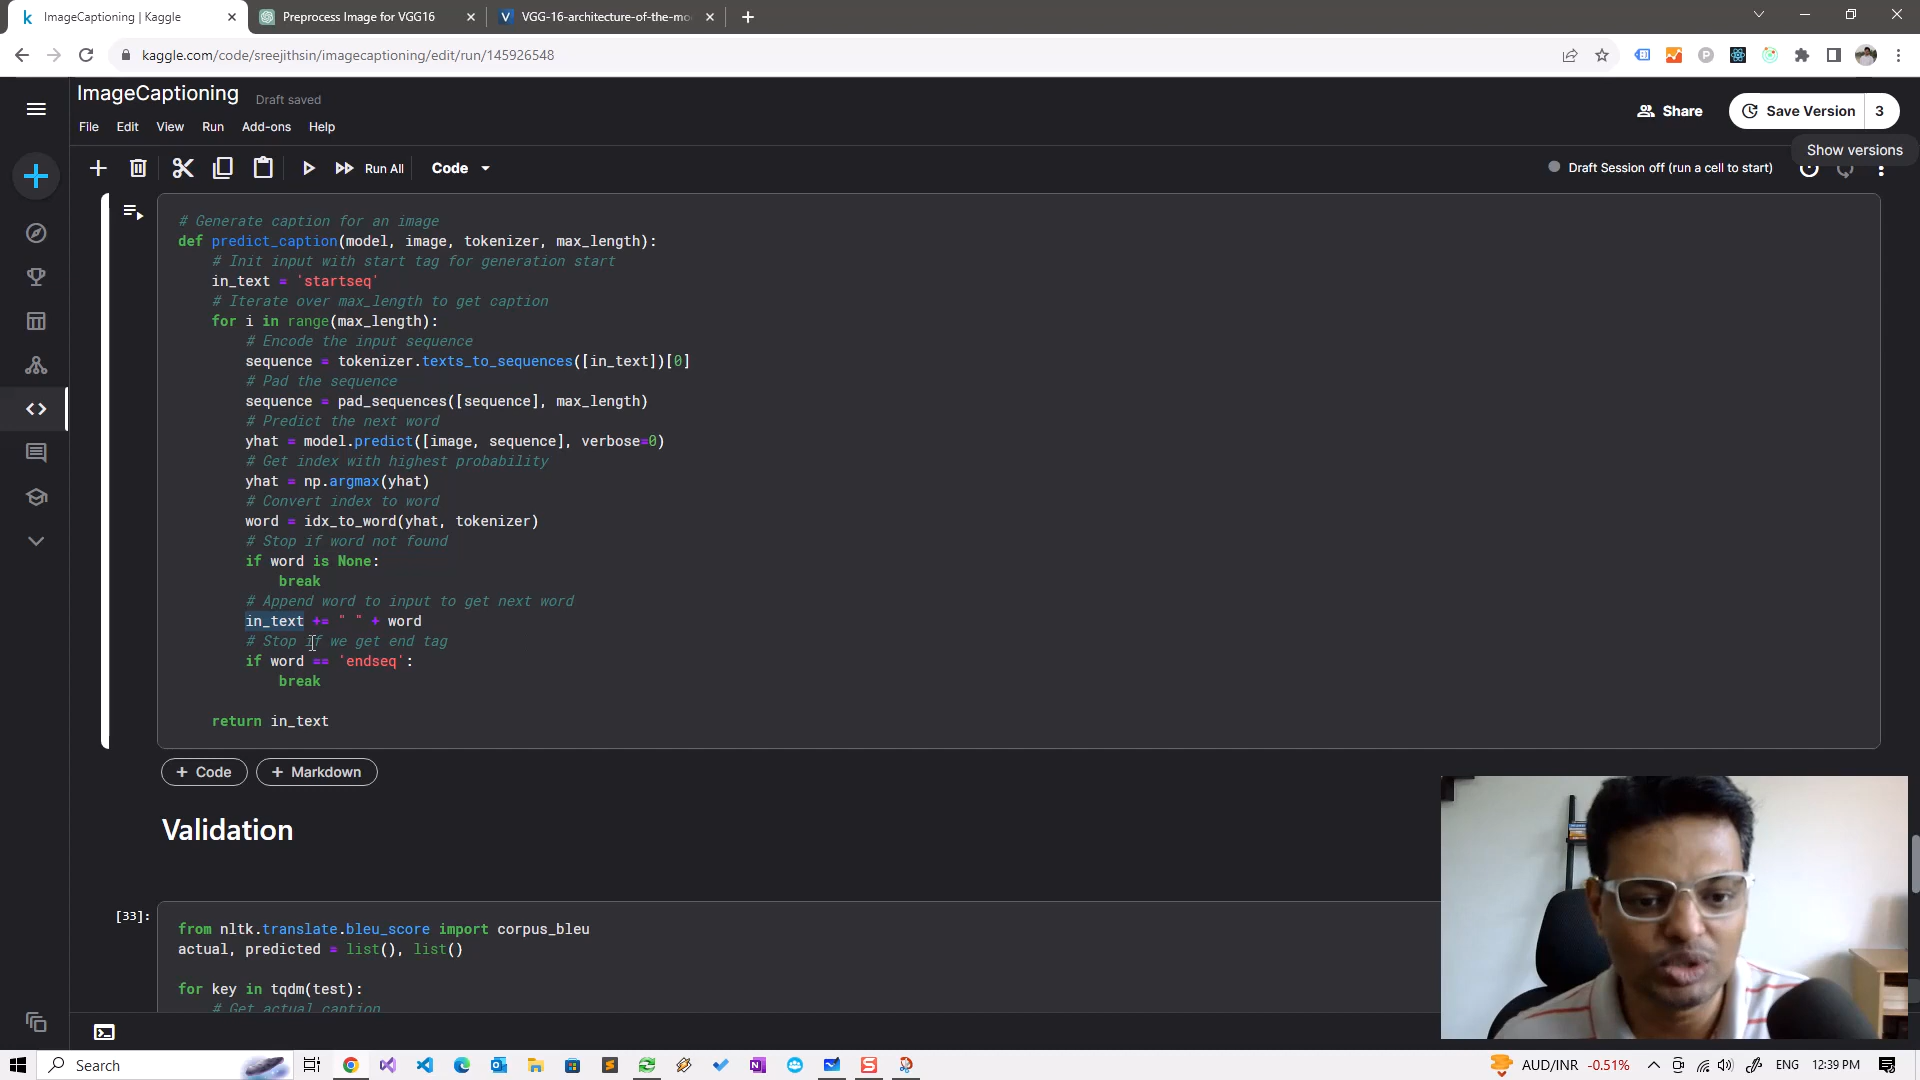 ImageCaptioning | Kaggle
Preprocess Image for VGG16
VGG-16-architecture-of-the-mo
kaggle.com/code/sreejithsin/imagecaptioning/edit/run/145926548
ImageCaptioning
Draft saved
Share
Save Version
3
File
Edit
View
Run
Add-ons
Help
Show versions
Run All
Code
Draft Session off (run a cell to start)
# Generate caption for an image
def predict_caption(model, image, tokenizer, max_length):
# Init input with start tag for generation start
in_text = 'startseq'
# Iterate over max_length to get caption
for i in range(max_length):
# Encode the input sequence
sequence = tokenizer.texts_to_sequences([in_text])[0]
# Pad the sequence
sequence = pad_sequences([sequence], max_length)
# Predict the next word
yhat = model.predict([image, sequence], verbose=0)
# Get index with highest probability
yhat = np.argmax(yhat)
# Convert index to word
word = idx_to_word(yhat, tokenizer)
# Stop if word not found
if word is None:
break
# Append word to input to get next word
in_text += " " + word
# Stop if we get end tag
if word == 'endseq':
break
return in_text
+ Code
+ Markdown
Validation
[33]:
from nltk.translate.bleu_score import corpus_bleu
actual, predicted = list(), list()
for key in tqdm(test):
# Get actual caption
Search
AUD/INR -0.51%
ENG
12:39 PM